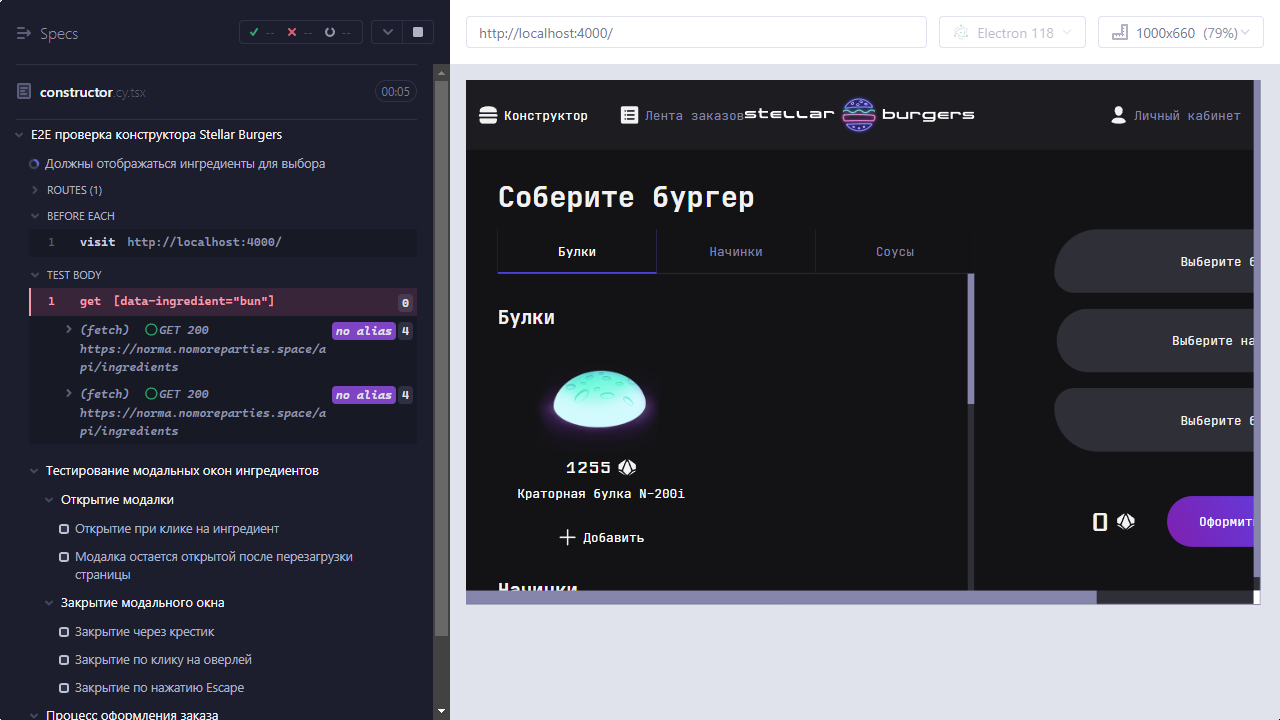 Specs
--
--
--
constructor.cy.tsx
00:05
E2E проверка конструктора Stellar Burgers
Должны отображаться ингредиенты для выбора
ROUTES (1)
BEFORE EACH
1 visit http://localhost:4000/
TEST BODY
1 get [data-ingredient="bun"] 0
(fetch) GET 200 no alias 4
https://norma.nomoreparties.space/a
pi/ingredients
(fetch) GET 200 no alias 4
https://norma.nomoreparties.space/a
pi/ingredients
Тестирование модальных окон ингредиентов
Открытие модалки
Открытие при клике на ингредиент
Модалка остается открытой после перезагрузки
страницы
Закрытие модального окна
Закрытие через крестик
Закрытие по клику на оверлей
Закрытие по нажатию Escape
Процесс оформления заказа
http://localhost:4000/
Electron 118
1000x660 (79%)
Конструктор
Лента заказов
stellar burgers
Личный кабинет
Соберите бургер
Булки
Начинки
Соусы
Булки
1255
Краторная булка N-200i
Добавить
Начинки
Выберите б
Выберите на
Выберите б
0
Оформит